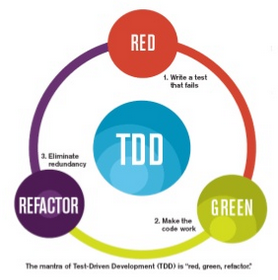 RED
1. Write a test
that fails
TDD
3. Eliminate
redundancy
REFACTOR
GREEN
2. Make the
code work
The mantra of Test-Driven Development (TDD) is "red, green, refactor."